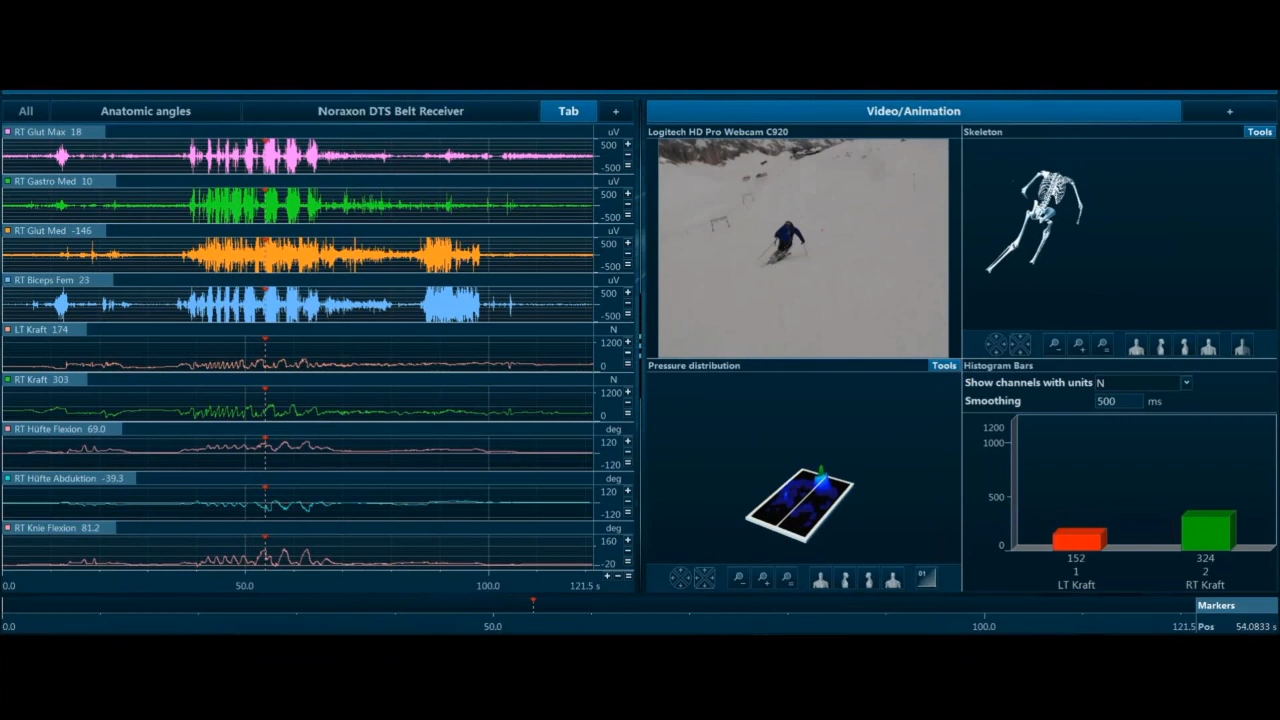 All Anatomic angles Noraxon DTS Belt Receiver Tab +
RT Glut Max 18 uV
500
-500
RT Gastro Med 10 uV
500
-500
RT Glut Med -146 uV
500
-500
RT Biceps Fem 23 uV
500
-500
LT Kraft 174 N
1200
0
RT Kraft 303 N
1200
0
RT Hüfte Flexion 69.0 deg
120
-120
RT Hüfte Abduktion -39.3 deg
120
-120
RT Knie Flexion 81.2 deg
160
-20
0.0 50.0 100.0 121.5 s
Video/Animation +
Logitech HD Pro Webcam C920
Skeleton Tools
Pressure distribution Tools
01
Histogram Bars
Show channels with units N
Smoothing 500 ms
1200
1000
500
0
152 324
1 2
LT Kraft RT Kraft
0.0 50.0 100.0 121.5
Markers
Pos 54.0833 s